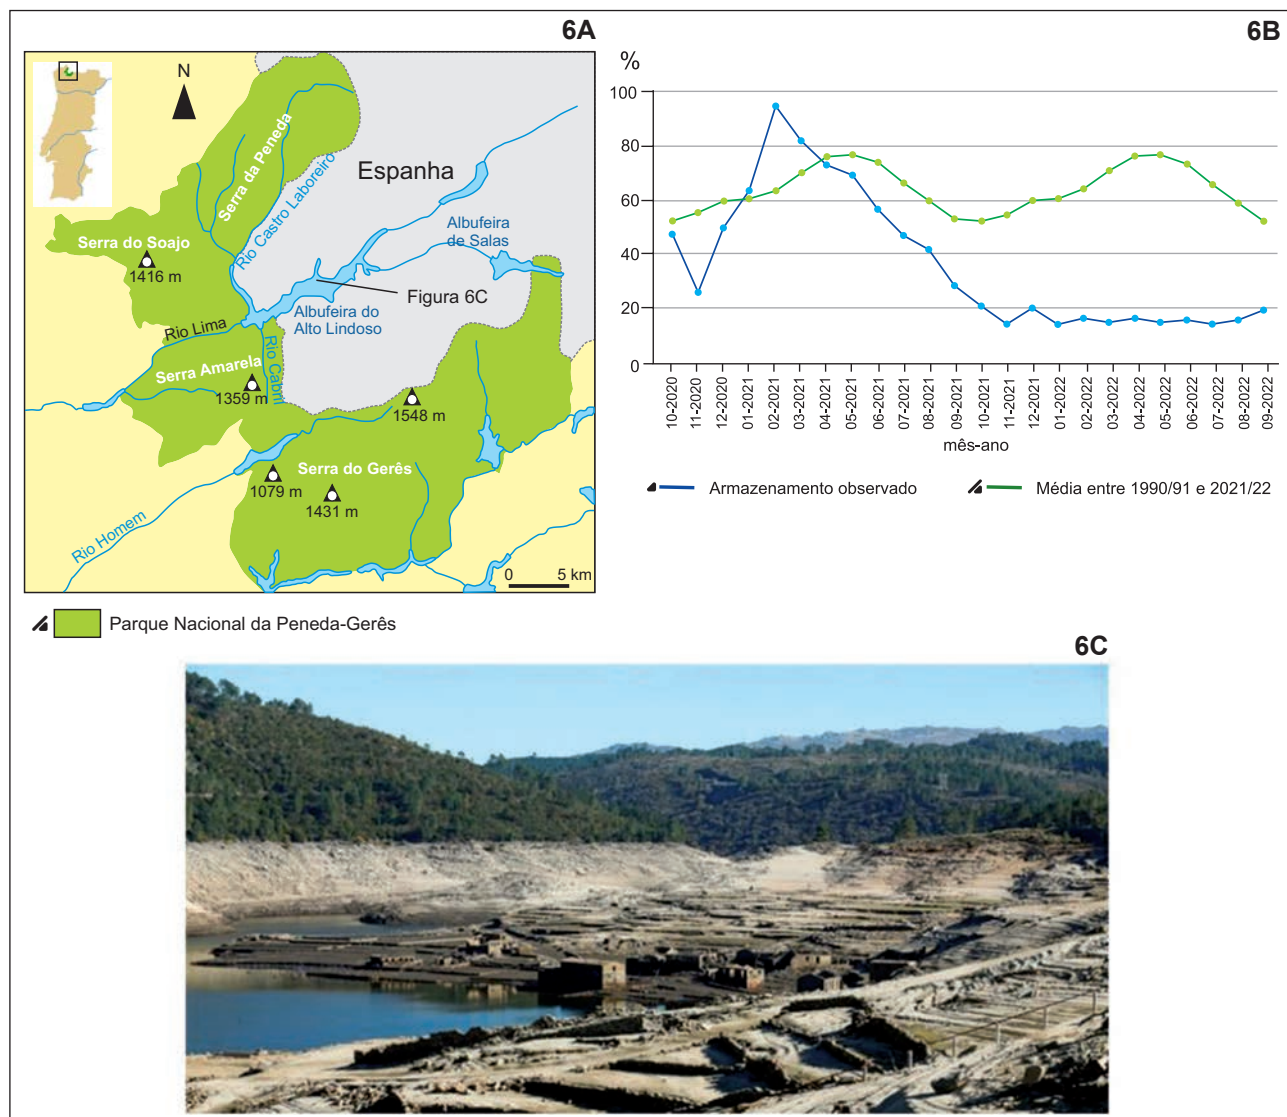 6A
N
Serra da Peneda
Rio Castro Laboreiro
Espanha
Serra do Soajo
1416 m
Albufeira
de Salas
Figura 6C
Albufeira do
Alto Lindoso
Rio Lima
Serra Amarela
1359 m
Rio Cabril
1548 m
Serra do Gerês
1079 m
1431 m
Rio Homem
0 5 km
Parque Nacional da Peneda-Gerês
6B
%
100
80
60
40
20
0
10-2020
11-2020
12-2020
01-2021
02-2021
03-2021
04-2021
05-2021
06-2021
07-2021
08-2021
09-2021
10-2021
11-2021
12-2021
01-2022
02-2022
03-2022
04-2022
05-2022
06-2022
07-2022
08-2022
09-2022
mês-ano
Armazenamento observado
Média entre 1990/91 e 2021/22
6C